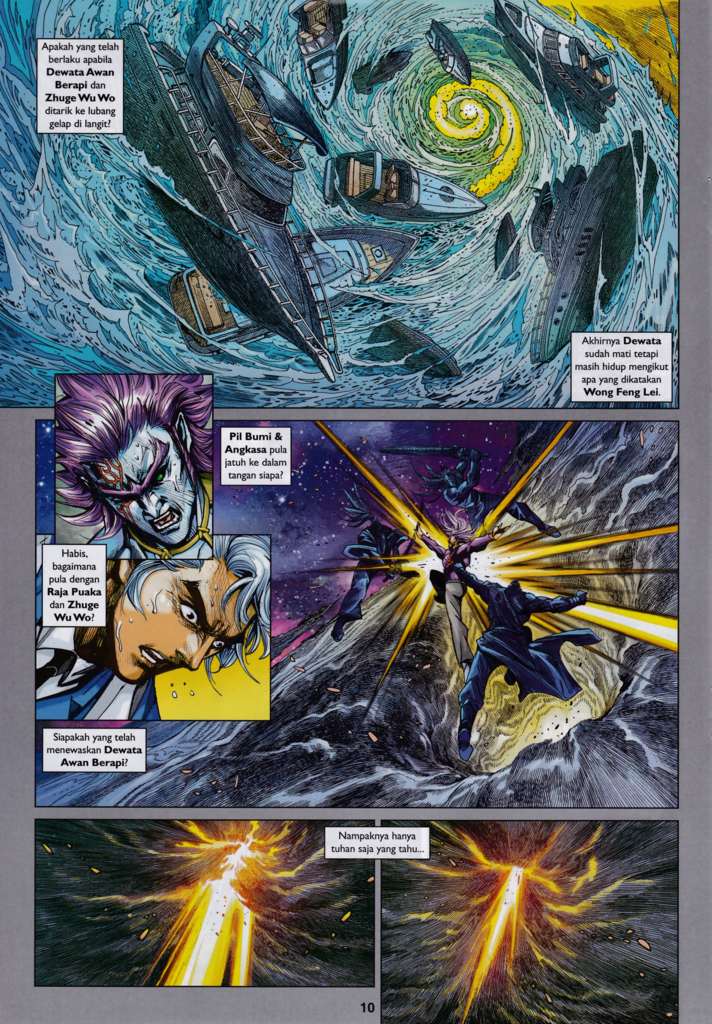 Apakah yang telah
berlaku apabila
Dewata Awan
Berapi dan
Zhuge Wu Wo
ditarik ke lubang
gelap di langit?
Akhirnya Dewata
sudah mati tetapi
masih hidup mengikut
apa yang dikatakan
Wong Feng Lei.
Pil Bumi &
Angkasa pula
jatuh ke dalam
tangan siapa?
Habis,
bagaimana
pula dengan
Raja Puaka
dan Zhuge
Wu Wo?
Siapakah yang telah
menewaskan Dewata
Awan Berapi?
Nampaknya hanya
tuhan saja yang tahu...
10